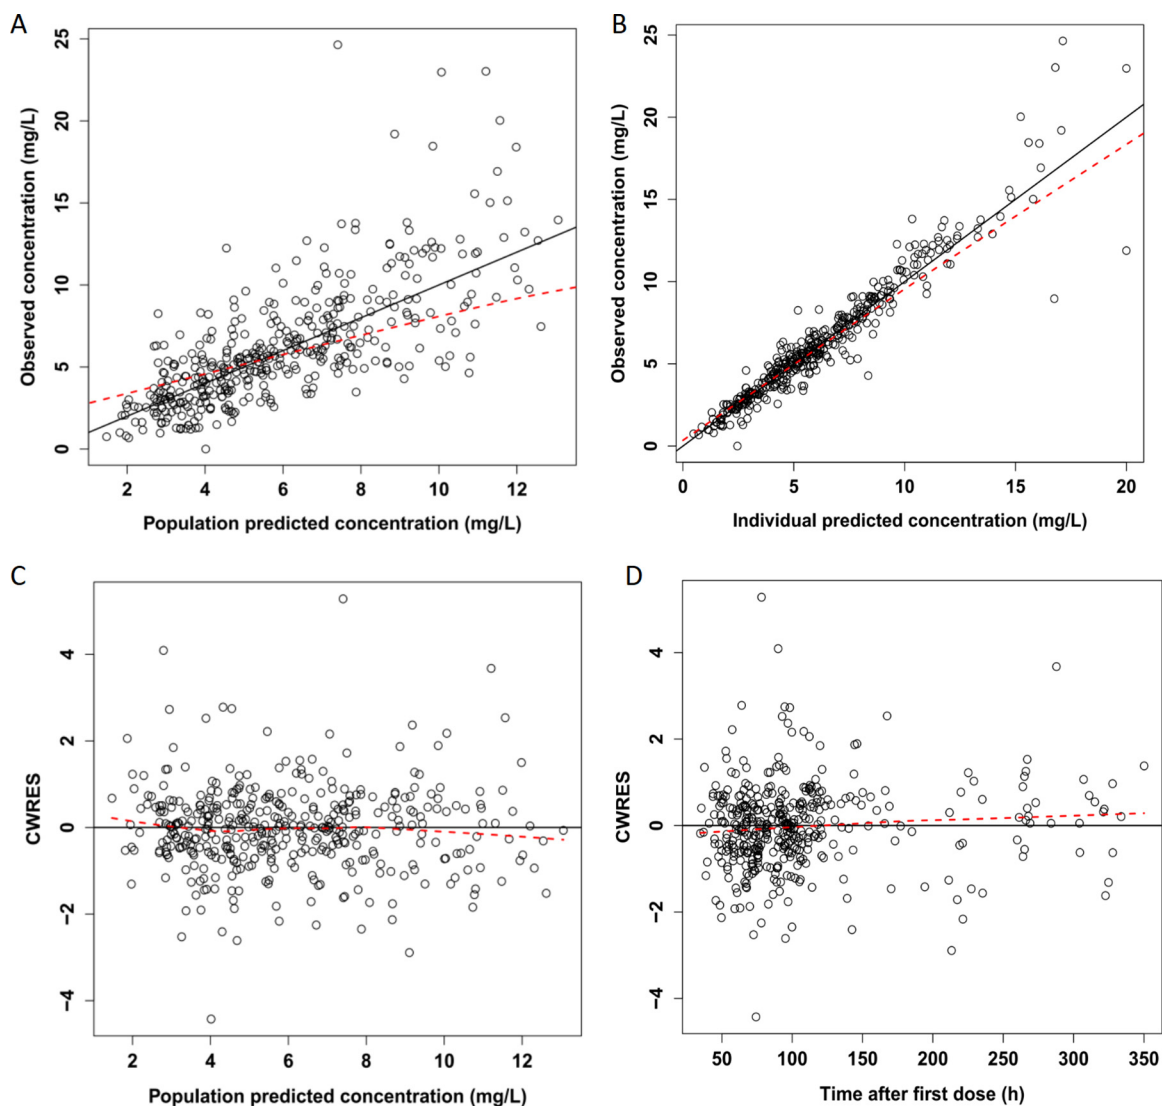 A
B
25
20
15
10
5
0
Observed concentration (mg/L)
2 4 6 8 10 12
Population predicted concentration (mg/L)
25
20
15
10
5
0
Observed concentration (mg/L)
0 5 10 15 20
Individual predicted concentration (mg/L)
C
D
4
2
0
−2
−4
CWRES
2 4 6 8 10 12
Population predicted concentration (mg/L)
4
2
0
−2
−4
CWRES
50 100 150 200 250 300 350
Time after first dose (h)